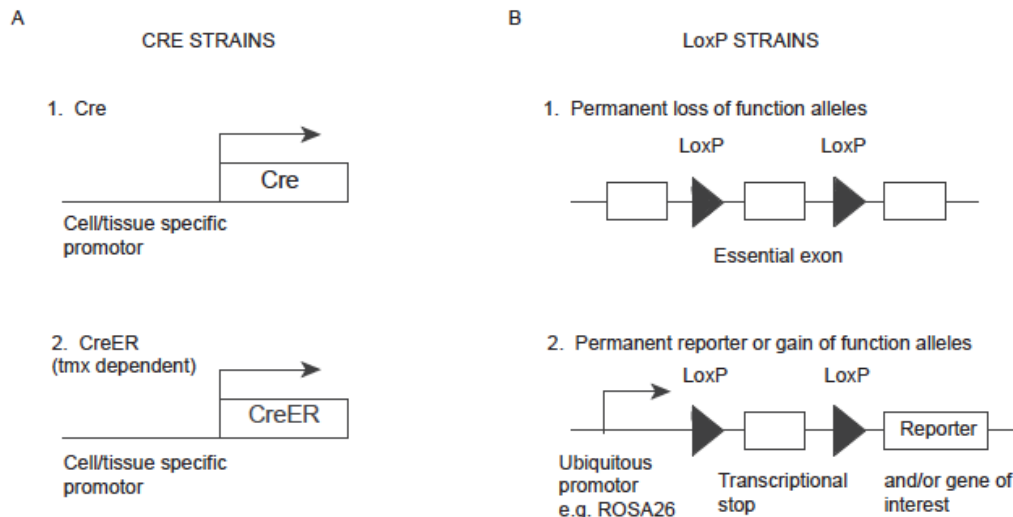 A
CRE STRAINS
1. Cre
Cre
Cell/tissue specific
promotor
2. CreER
(tmx dependent)
CreER
Cell/tissue specific
promotor
B
LoxP STRAINS
1. Permanent loss of function alleles
LoxP LoxP
Essential exon
2. Permanent reporter or gain of function alleles
LoxP LoxP
Reporter
Ubiquitous
promotor
e.g. ROSA26
Transcriptional
stop
and/or gene of
interest